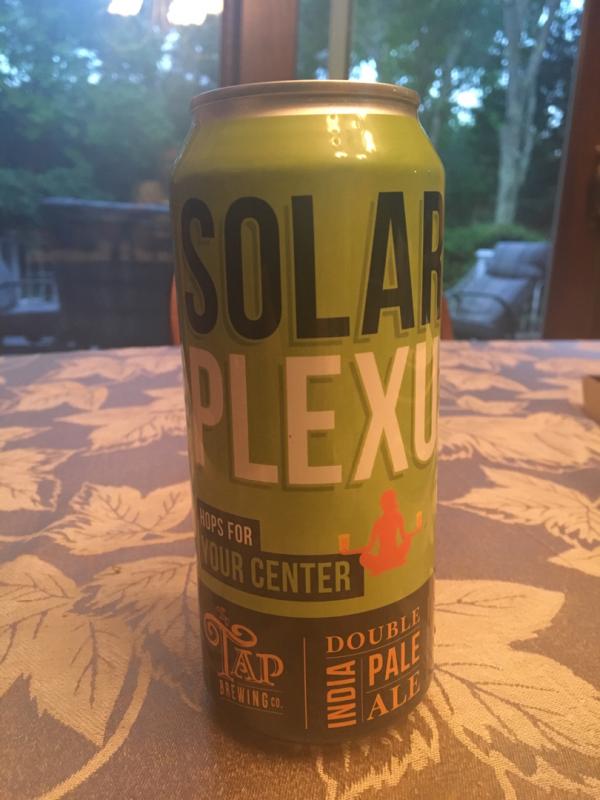 SOLAR
PLEXU
HOPS FOR
YOUR CENTER
TAP
BREWING CO.
DOUBLE
INDIA
PALE
ALE